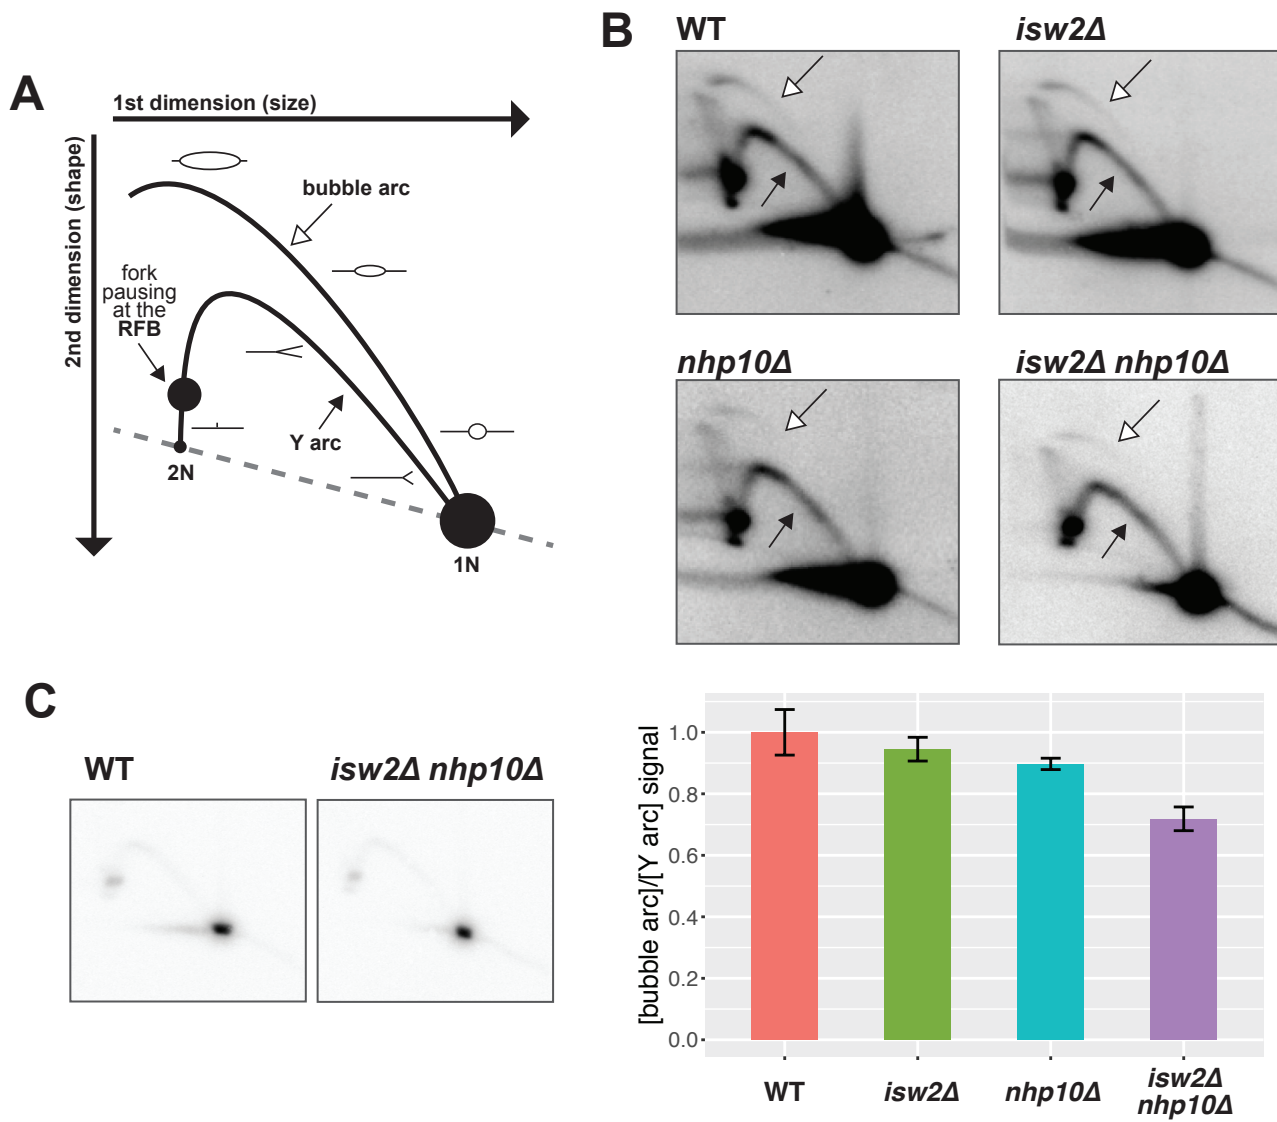 A
1st dimension (size)
2nd dimension (shape)
bubble arc
fork
pausing
at the
RFB
Y arc
2N
1N
B
WT
isw2Δ
nhp10Δ
isw2Δ nhp10Δ
C
WT
isw2Δ nhp10Δ
[bubble arc]/[Y arc] signal
1.0
0.8
0.6
0.4
0.2
0.0
WT
isw2Δ
nhp10Δ
isw2Δ
nhp10Δ